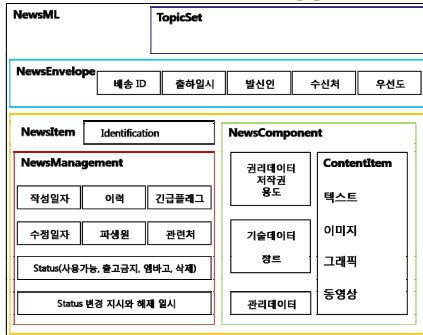 NewsML
TopicSet
NewsEnvelope
배송 ID
출하일시
발신인
수신처
우선도
NewsItem
Identification
NewsManagement
작성일자
이력
긴급플래그
수정일자
파생원
관련처
Status(사용가능, 출고금지, 엠바고, 삭제)
Status 변경 지시와 해제 일시
NewsComponent
권리데이터
저작권
용도
기술데이터
장르
관리데이터
ContentItem
텍스트
이미지
그래픽
동영상